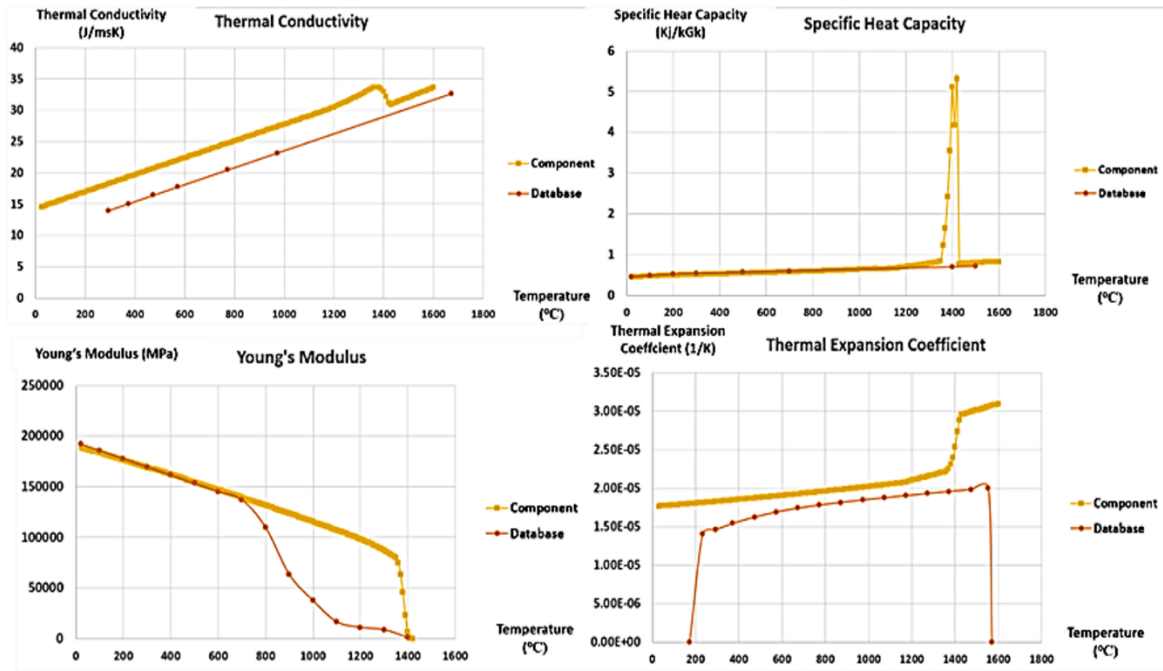 Thermal Conductivity
(J/msK)
Thermal Conductivity
40
35
30
25
20
15
10
5
0
0 200 400 600 800 1000 1200 1400 1600 1800
Component
Database
Temperature
(ºC)
Specific Hear Capacity
(Kj/kGk)
Specific Heat Capacity
6
5
4
3
2
1
0
0 200 400 600 800 1000 1200 1400 1600 1800
Component
Database
Temperature
(ºC)
Young's Modulus (MPa)
Young's Modulus
250000
200000
150000
100000
50000
0
0 200 400 600 800 1000 1200 1400 1600
Component
Database
Temperature
(ºC)
Thermal Expansion
Coeffcient (1/K)
Thermal Expansion Coefficient
3.50E-05
3.00E-05
2.50E-05
2.00E-05
1.50E-05
1.00E-05
5.00E-06
0.00E+00
0 200 400 600 800 1000 1200 1400 1600 1800
Component
Database
Temperature
(ºC)